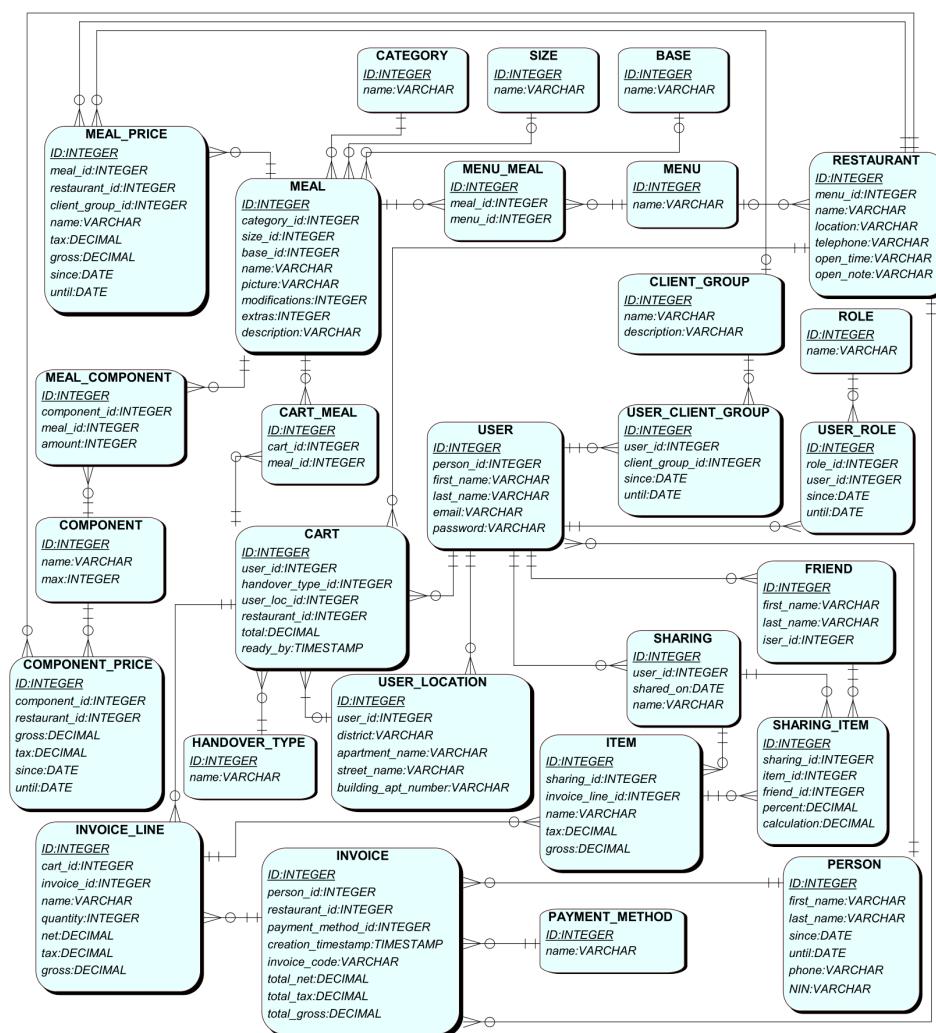 CATEGORY
ID:INTEGER
name:VARCHAR
SIZE
ID:INTEGER
name:VARCHAR
BASE
ID:INTEGER
name:VARCHAR
MEAL_PRICE
ID:INTEGER
meal_id:INTEGER
restaurant_id:INTEGER
client_group_id:INTEGER
name:VARCHAR
tax:DECIMAL
gross:DECIMAL
since:DATE
until:DATE
MEAL
ID:INTEGER
category_id:INTEGER
size_id:INTEGER
base_id:INTEGER
name:VARCHAR
picture:VARCHAR
modifications:INTEGER
extras:INTEGER
description:VARCHAR
MENU_MEAL
ID:INTEGER
meal_id:INTEGER
menu_id:INTEGER
MENU
ID:INTEGER
name:VARCHAR
RESTAURANT
ID:INTEGER
menu_id:INTEGER
name:VARCHAR
location:VARCHAR
telephone:VARCHAR
open_time:VARCHAR
open_note:VARCHAR
CLIENT_GROUP
ID:INTEGER
name:VARCHAR
description:VARCHAR
ROLE
ID:INTEGER
name:VARCHAR
MEAL_COMPONENT
ID:INTEGER
component_id:INTEGER
meal_id:INTEGER
amount:INTEGER
CART_MEAL
ID:INTEGER
cart_id:INTEGER
meal_id:INTEGER
USER
ID:INTEGER
person_id:INTEGER
first_name:VARCHAR
last_name:VARCHAR
email:VARCHAR
password:VARCHAR
USER_CLIENT_GROUP
ID:INTEGER
user_id:INTEGER
client_group_id:INTEGER
since:DATE
until:DATE
USER_ROLE
ID:INTEGER
role_id:INTEGER
user_id:INTEGER
since:DATE
until:DATE
COMPONENT
ID:INTEGER
name:VARCHAR
max:INTEGER
CART
ID:INTEGER
user_id:INTEGER
handover_type_id:INTEGER
user_loc_id:INTEGER
restaurant_id:INTEGER
total:DECIMAL
ready_by:TIMESTAMP
FRIEND
ID:INTEGER
first_name:VARCHAR
last_name:VARCHAR
iser_id:INTEGER
SHARING
ID:INTEGER
user_id:INTEGER
shared_on:DATE
name:VARCHAR
COMPONENT_PRICE
ID:INTEGER
component_id:INTEGER
restaurant_id:INTEGER
gross:DECIMAL
tax:DECIMAL
since:DATE
until:DATE
HANDOVER_TYPE
ID:INTEGER
name:VARCHAR
USER_LOCATION
ID:INTEGER
user_id:INTEGER
district:VARCHAR
apartment_name:VARCHAR
street_name:VARCHAR
building_apt_number:VARCHAR
ITEM
ID:INTEGER
sharing_id:INTEGER
invoice_line_id:INTEGER
name:VARCHAR
tax:DECIMAL
gross:DECIMAL
SHARING_ITEM
ID:INTEGER
sharing_id:INTEGER
item_id:INTEGER
friend_id:INTEGER
percent:DECIMAL
calculation:DECIMAL
INVOICE_LINE
ID:INTEGER
cart_id:INTEGER
invoice_id:INTEGER
name:VARCHAR
quantity:INTEGER
net:DECIMAL
tax:DECIMAL
gross:DECIMAL
INVOICE
ID:INTEGER
person_id:INTEGER
restaurant_id:INTEGER
payment_method_id:INTEGER
creation_timestamp:TIMESTAMP
invoice_code:VARCHAR
total_net:DECIMAL
total_tax:DECIMAL
total_gross:DECIMAL
PAYMENT_METHOD
ID:INTEGER
name:VARCHAR
PERSON
ID:INTEGER
first_name:VARCHAR
last_name:VARCHAR
since:DATE
until:DATE
phone:VARCHAR
NIN:VARCHAR